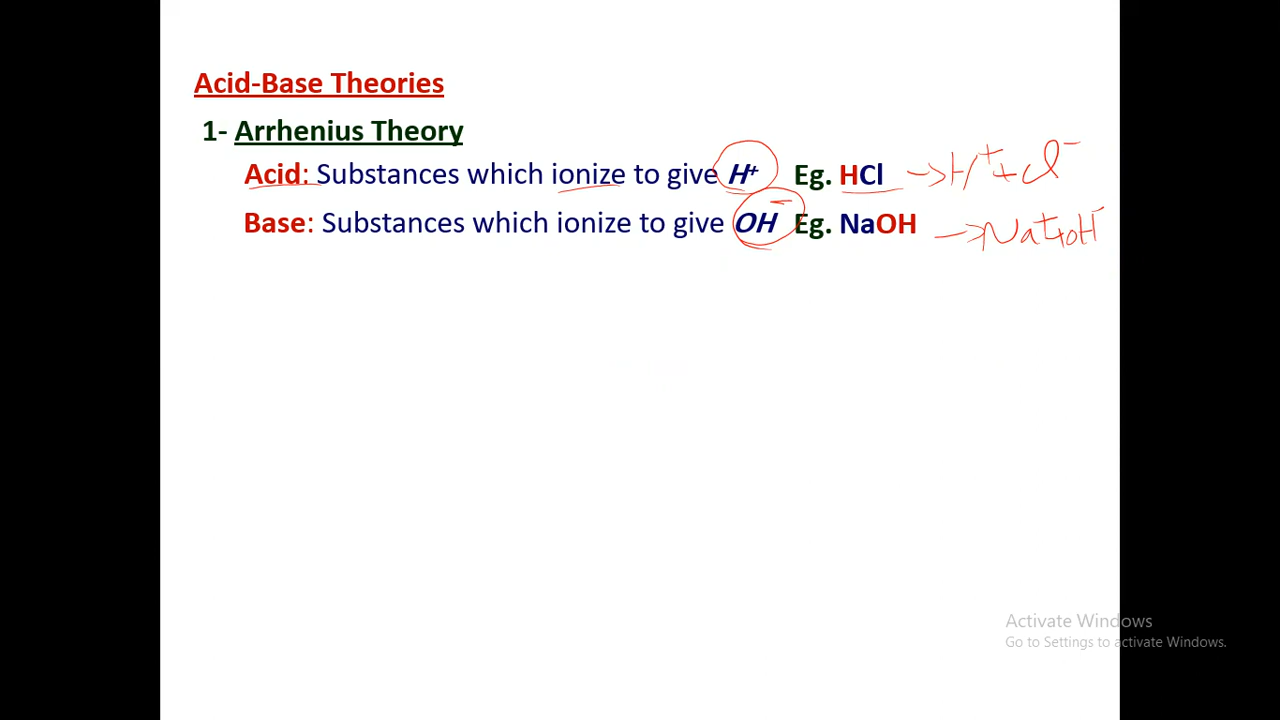 Acid-Base Theories
1- Arrhenius Theory
Acid: Substances which ionize to give H⁺ Eg. HCl → H⁺ + Cl⁻
Base: Substances which ionize to give OH⁻ Eg. NaOH → Na⁺ + OH⁻
Activate Windows
Go to Settings to activate Windows.